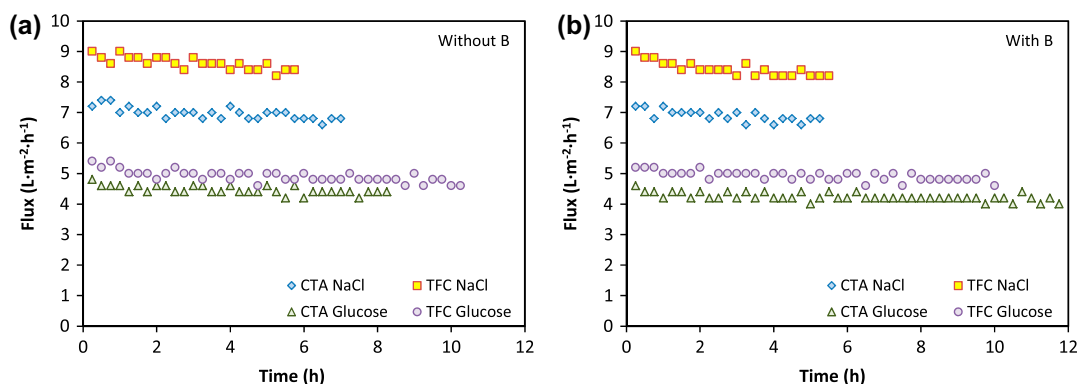 (a)
Without B
Flux (L·m⁻²·h⁻¹)
10
9
8
7
6
5
4
3
2
1
0
CTA NaCl
TFC NaCl
CTA Glucose
TFC Glucose
0 2 4 6 8 10 12
Time (h)
(b)
With B
Flux (L·m⁻²·h⁻¹)
10
9
8
7
6
5
4
3
2
1
0
CTA NaCl
TFC NaCl
CTA Glucose
TFC Glucose
0 2 4 6 8 10 12
Time (h)